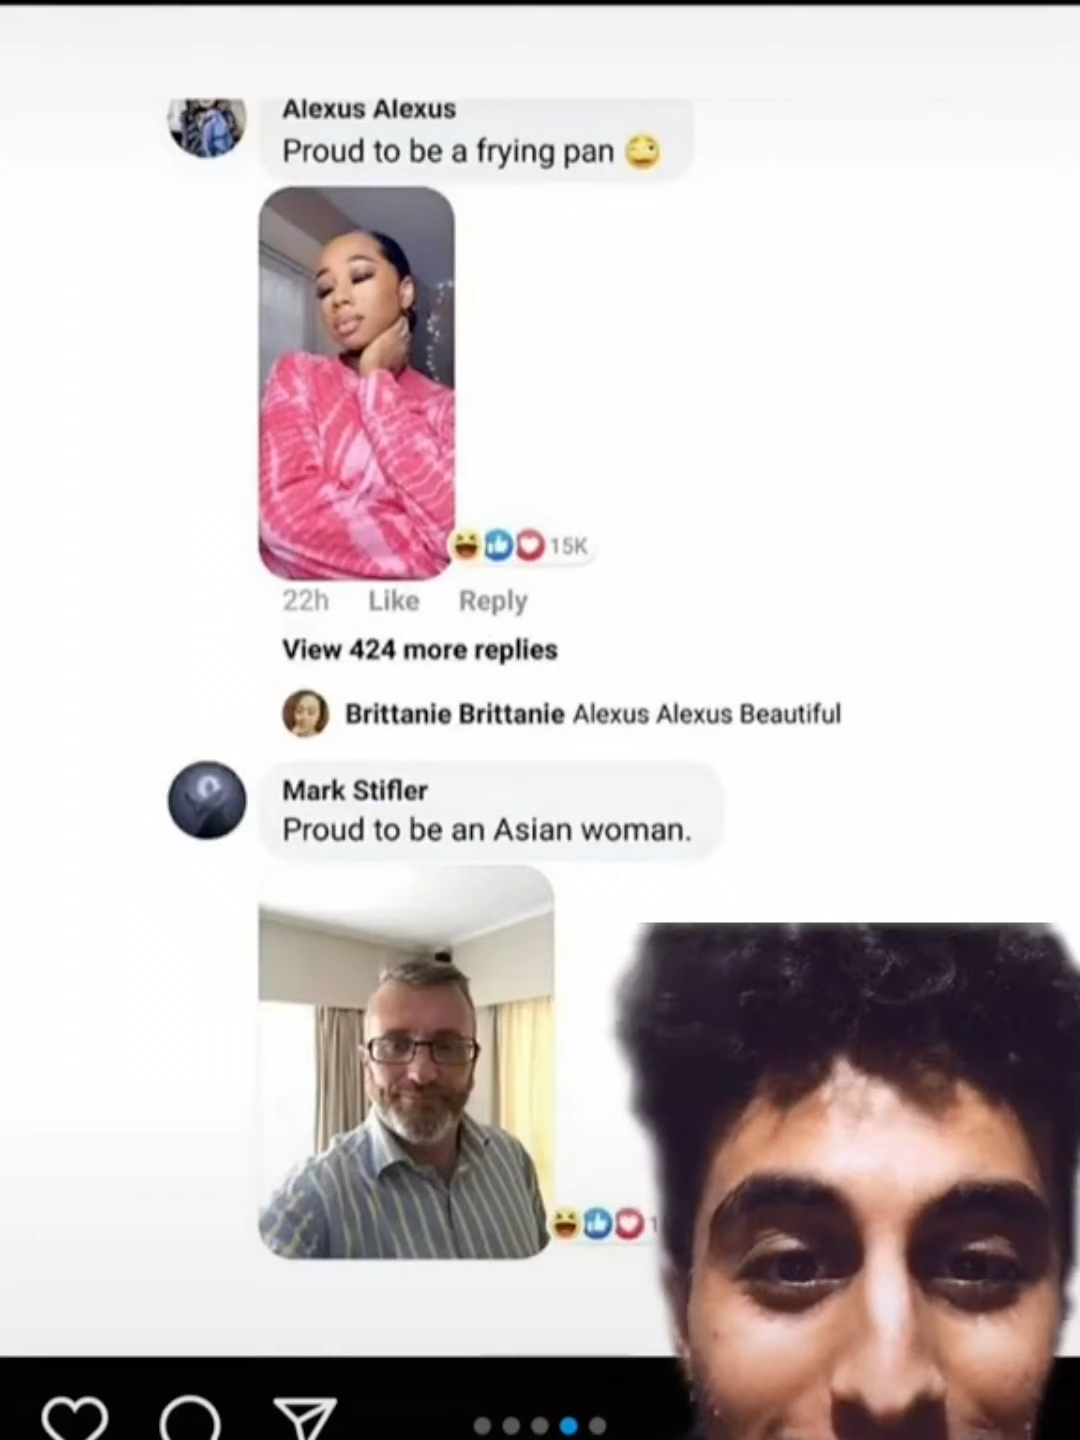 Alexus Alexus
Proud to be a frying pan
15K
22h Like Reply
View 424 more replies
Brittanie Brittanie Alexus Alexus Beautiful
Mark Stifler
Proud to be an Asian woman.
1